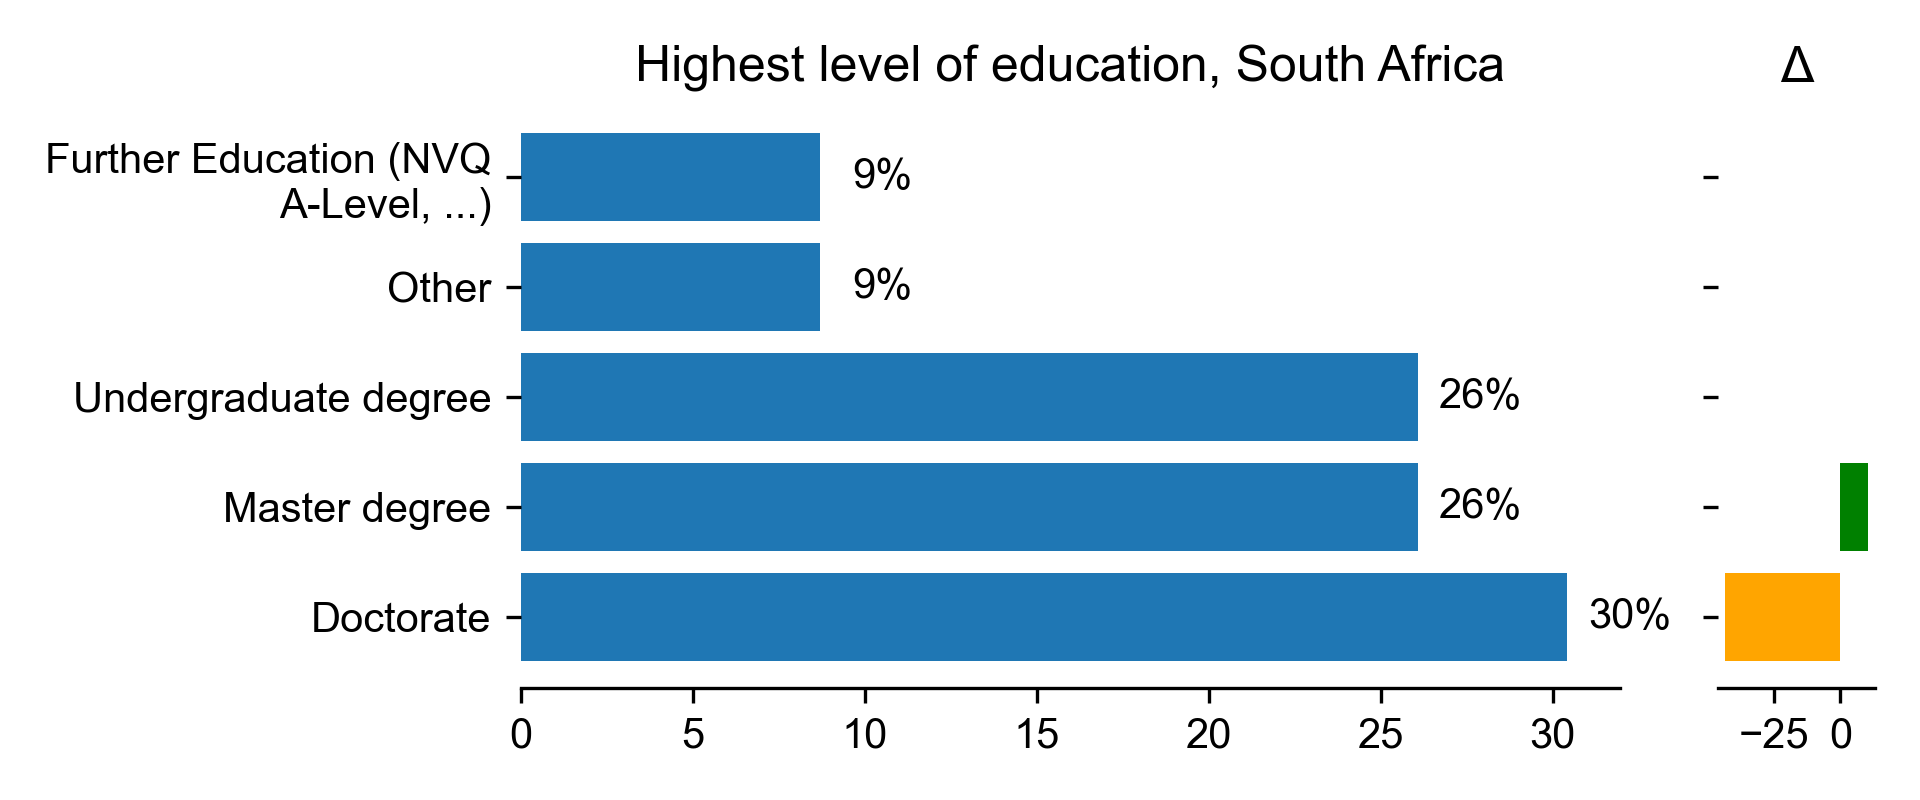 Highest level of education, South Africa
Δ
Further Education (NVQ
A-Level, ...)
9%
Other
9%
Undergraduate degree
26%
Master degree
26%
Doctorate
30%
0 5 10 15 20 25 30
−25 0